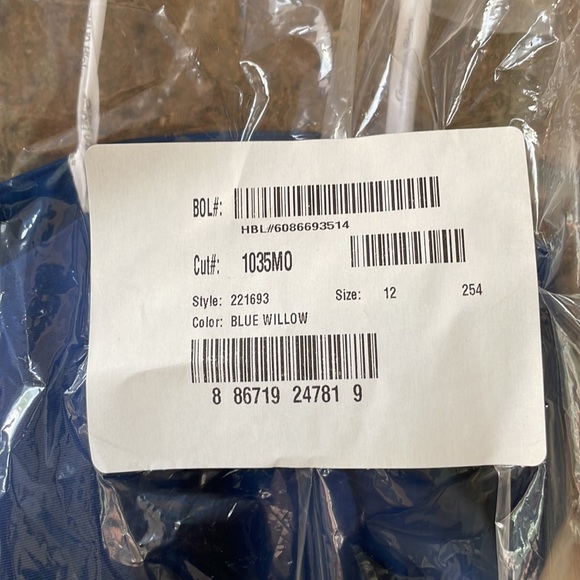 BOL#:
HBL#6086693514
Cut#: 1035MO
Style: 221693 Size: 12 254
Color: BLUE WILLOW
8 86719 24781 9